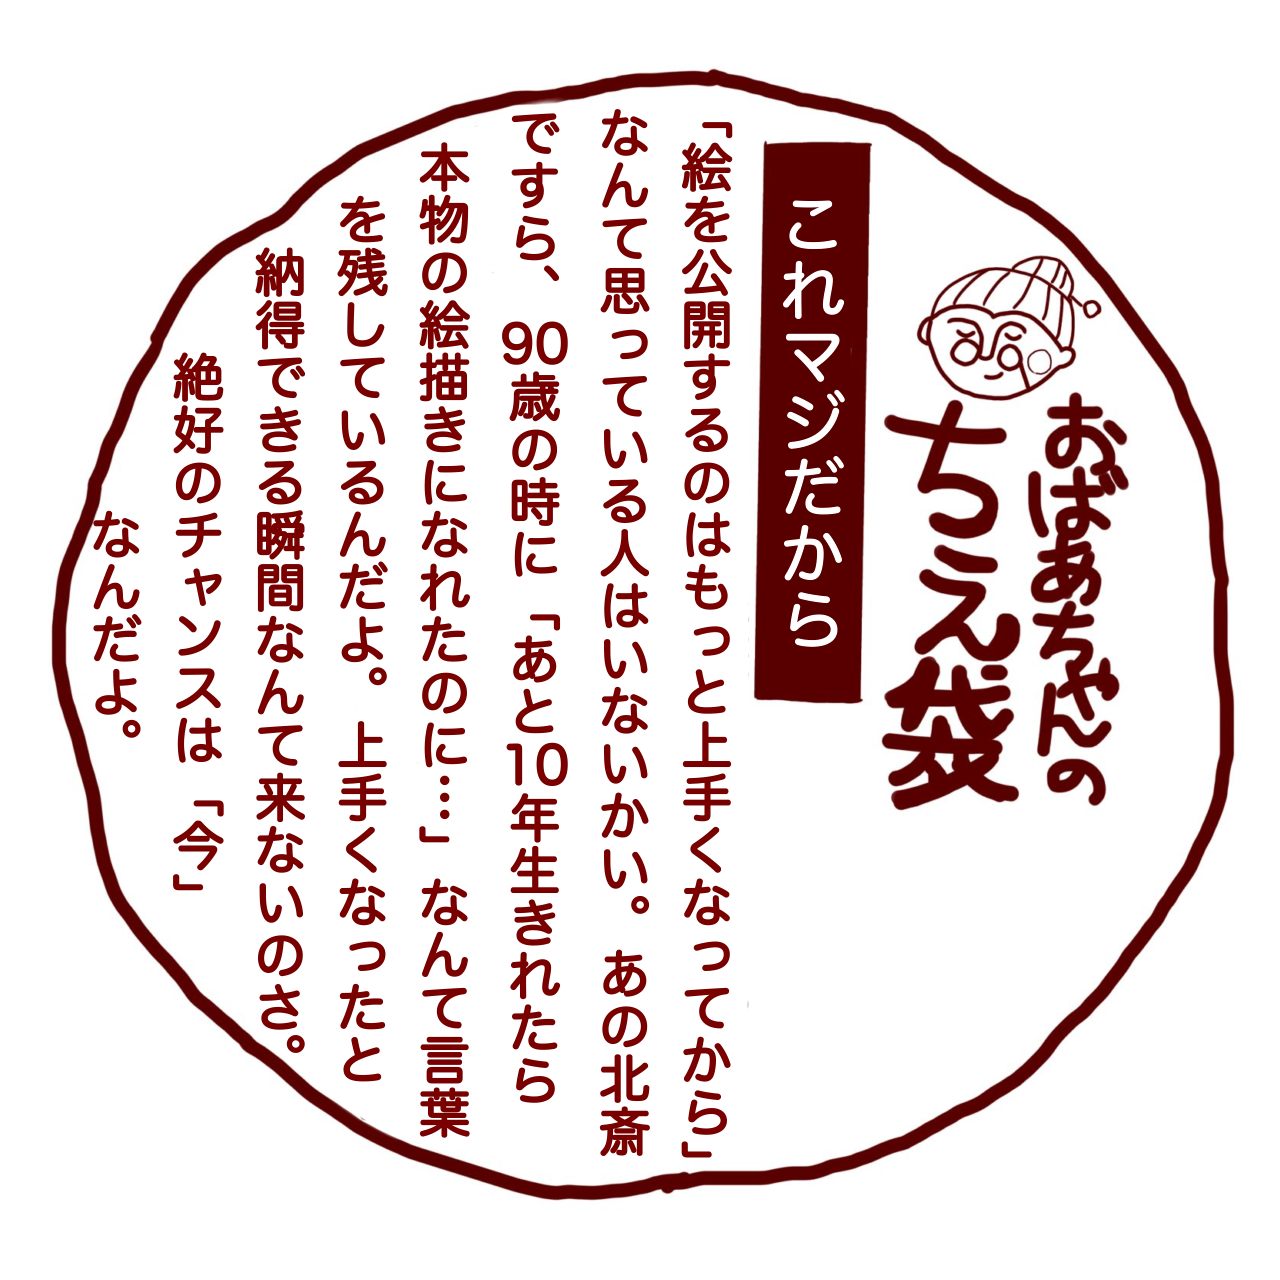 おばあちゃんの
ちえ袋
これマジだから
「絵を公開するのはもっと上手くなってから」
なんて思っている人はいないかい。あの北斎
ですら、90歳の時に「あと10年生きれたら
本物の絵描きになれたのに…」なんて言葉
を残しているんだよ。上手くなったと
納得できる瞬間なんて来ないのさ。
絶好のチャンスは「今」
なんだよ。